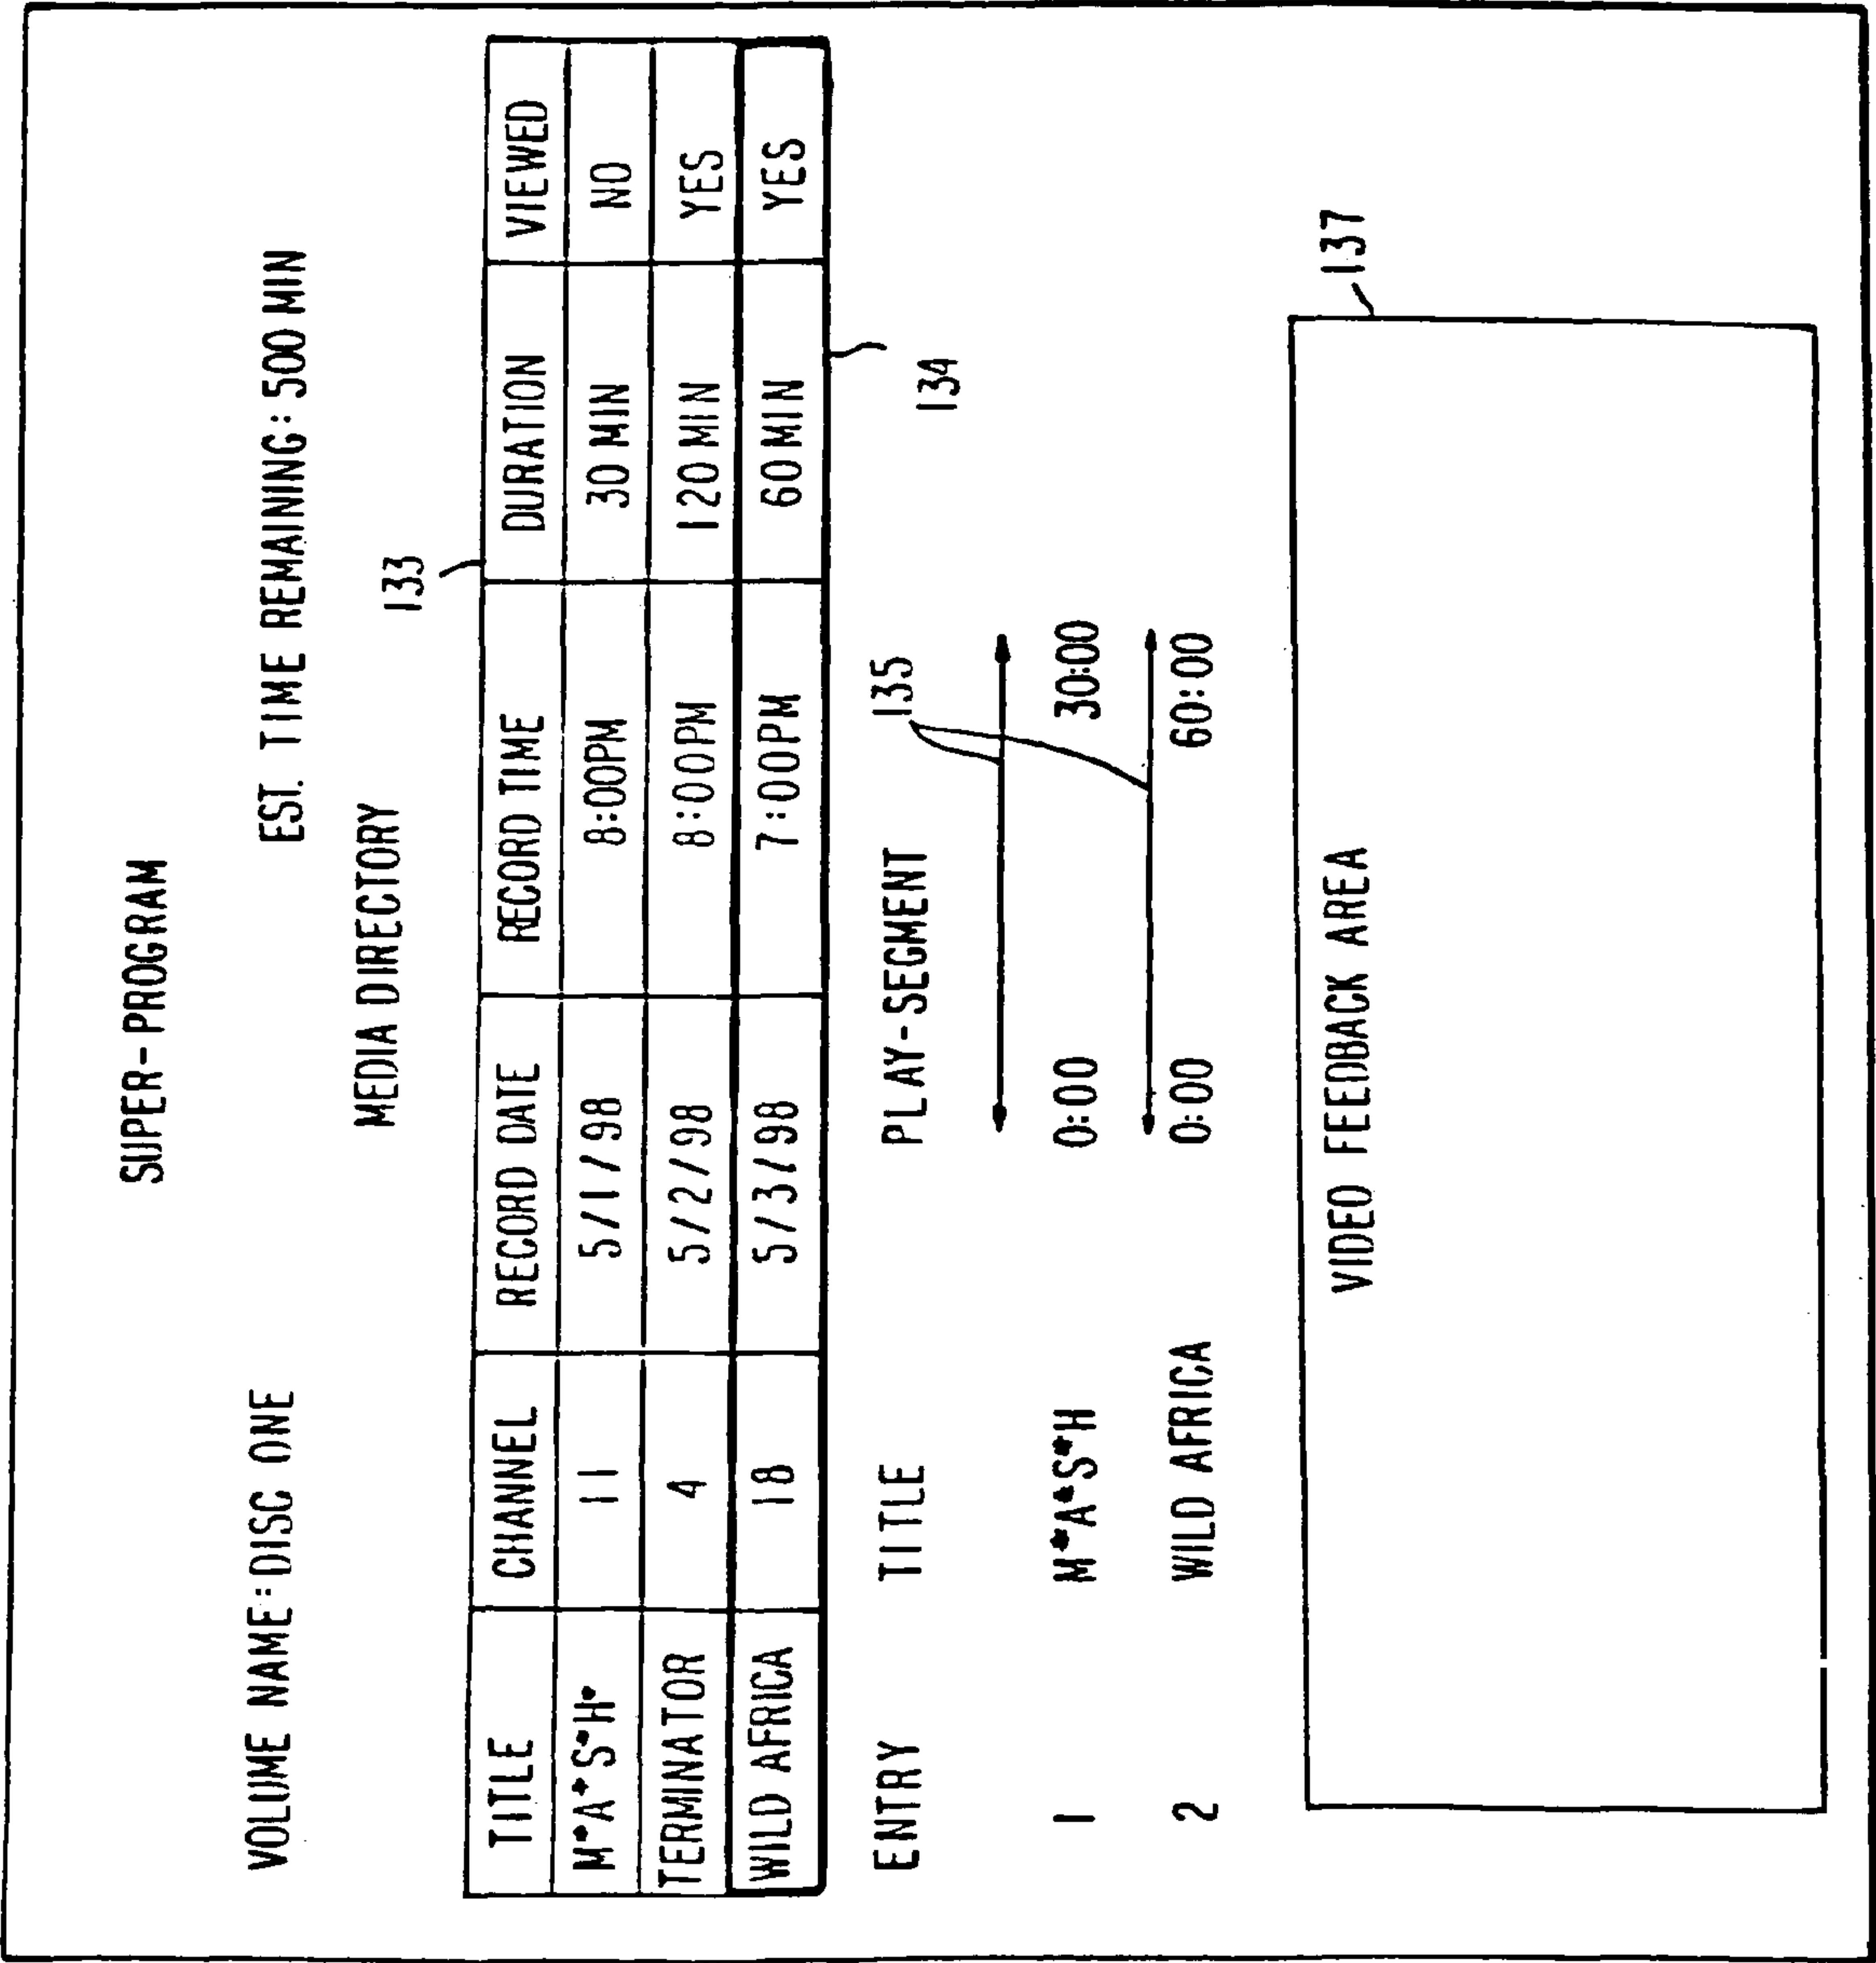 SUPER-PROGRAM
VOLUME NAME: DISC ONE EST. TIME REMAINING: 500 MIN
MEDIA DIRECTORY
133
TITLE CHANNEL RECORD DATE RECORD TIME DURATION VIEWED
M*A*S*H* 11 5/1/98 8:00PM 30 MIN NO
TERMINATOR 4 5/2/98 8:00PM 120 MIN YES
WILD AFRICA 18 5/3/98 7:00PM 60 MIN YES
134
ENTRY TITLE PLAY-SEGMENT 135
1 M*A*S*H 0:00 30:00
2 WILD AFRICA 0:00 60:00
137
VIDEO FEEDBACK AREA